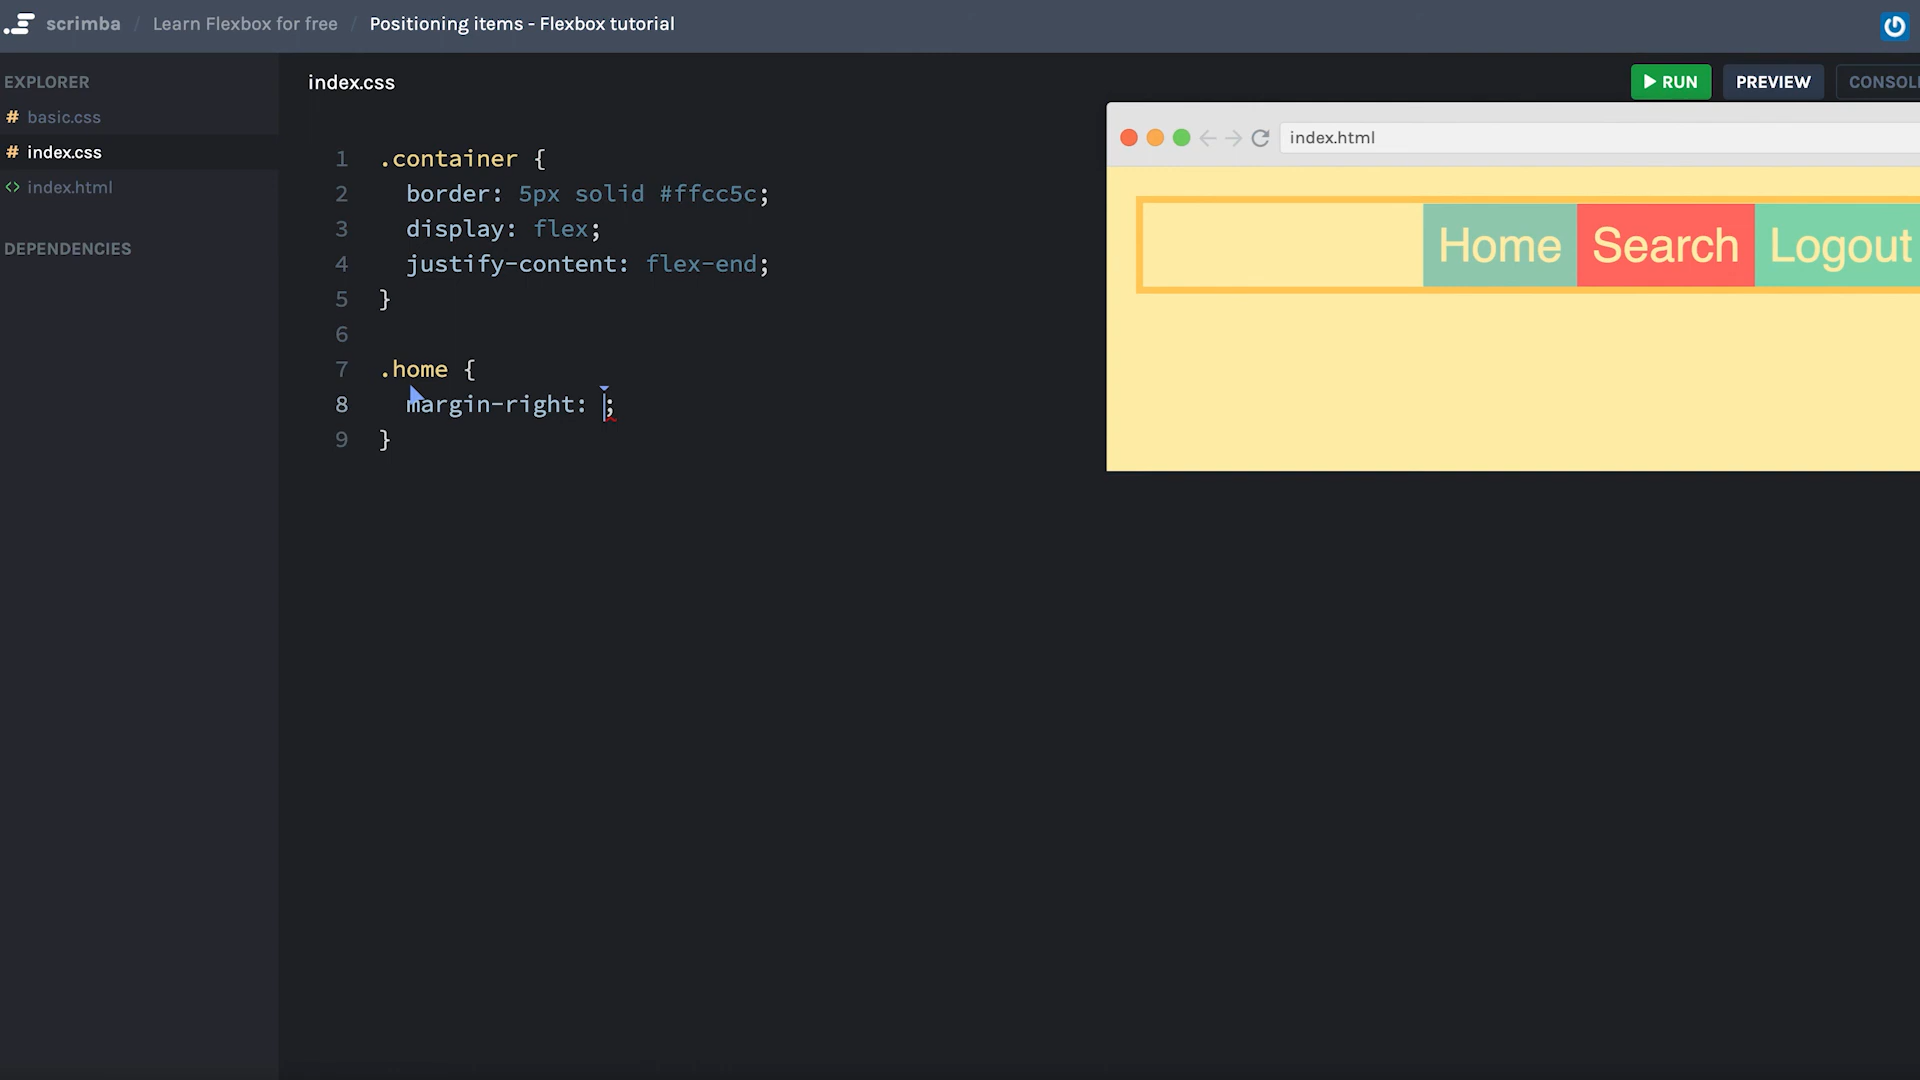 scrimba / Learn Flexbox for free / Positioning items - Flexbox tutorial
EXPLORER
# basic.css
# index.css
<> index.html
DEPENDENCIES
index.css
RUN PREVIEW CONSOL
index.html
1 .container {
2 border: 5px solid #ffcc5c;
3 display: flex;
4 justify-content: flex-end;
5 }
6
7 .home {
8 margin-right: ;
9 }
Home Search Logout